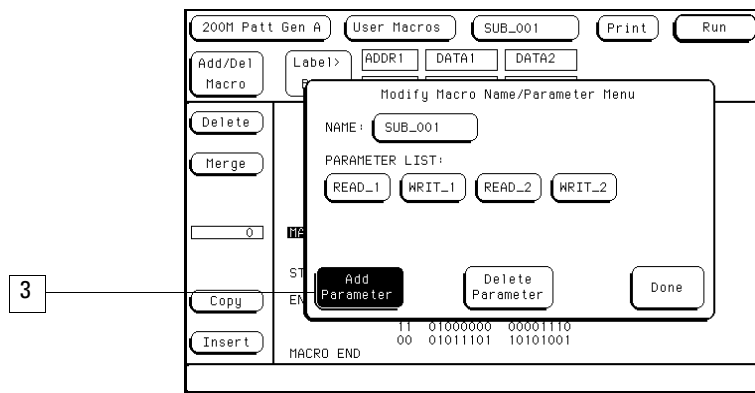 200M Patt Gen A User Macros SUB_001 Print Run
Add/Del Macro Label> ADDR1 DATA1 DATA2
Modify Macro Name/Parameter Menu
Delete
NAME: SUB_001
Merge
PARAMETER LIST:
READ_1 WRIT_1 READ_2 WRIT_2
0
3
Add Parameter Delete Parameter Done
Copy
11 01000000 00001110
Insert
00 01011101 10101001
MACRO END